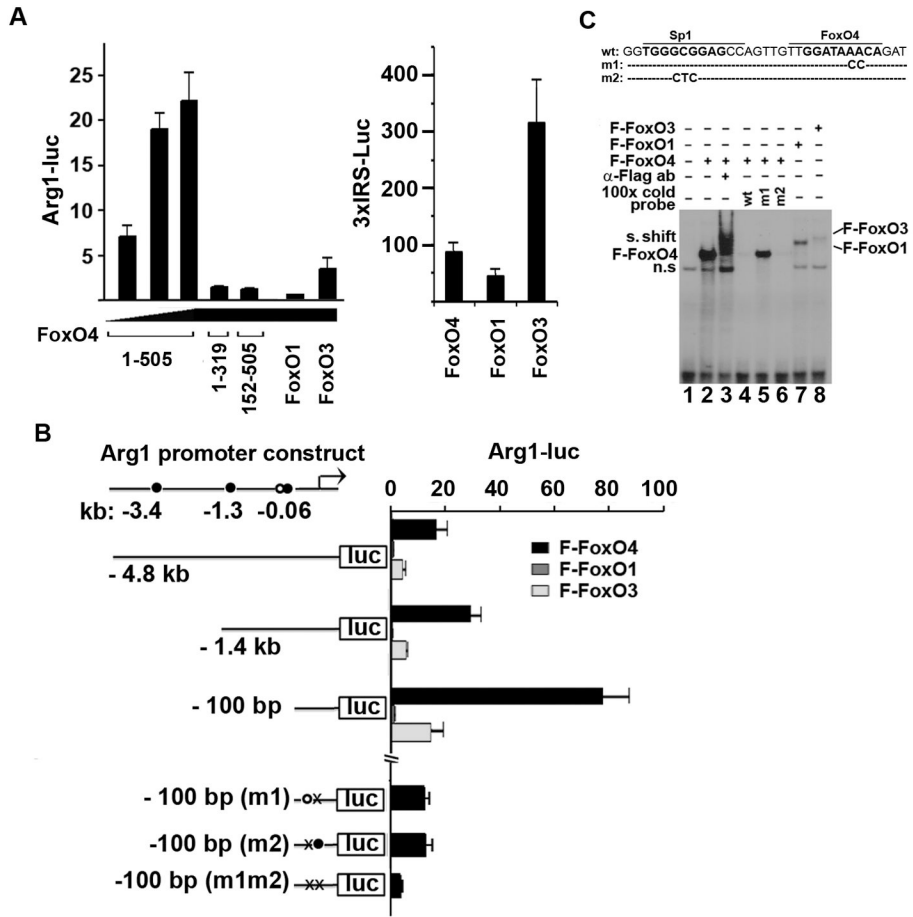 A
Arg1-luc
25
20
15
10
5
FoxO4
1-505
1-319
152-505
FoxO1
FoxO3
3xIRS-Luc
400
300
200
100
FoxO4
FoxO1
FoxO3
C
Sp1 FoxO4
wt: GGTGGGCGGAGCCAGTTGTTGGATAAACAGAT
m1: ---CC---
m2: ---CTC---
F-FoxO3 - - - - - - - +
F-FoxO1 - - - - - - + -
F-FoxO4 - + + + + + - -
α-Flag ab - - + - - - - -
100x cold probe - - - wt m1 m2 - -
s. shift
F-FoxO4
n.s
F-FoxO3
F-FoxO1
1 2 3 4 5 6 7 8
B
Arg1 promoter construct
kb: -3.4 -1.3 -0.06
Arg1-luc
0 20 40 60 80 100
F-FoxO4
F-FoxO1
F-FoxO3
- 4.8 kb luc
- 1.4 kb luc
- 100 bp luc
- 100 bp (m1) x luc
-100 bp (m2) x luc
-100 bp (m1m2) xx luc